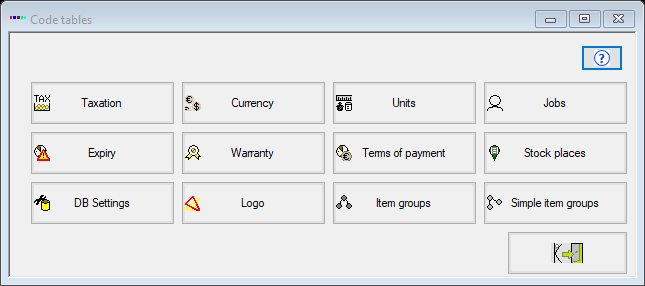 Code tables
?
TAX Taxation
€ $ Currency
Units
Jobs
Expiry
Warranty
€ Terms of payment
Stock places
DB Settings
Logo
Item groups
Simple item groups